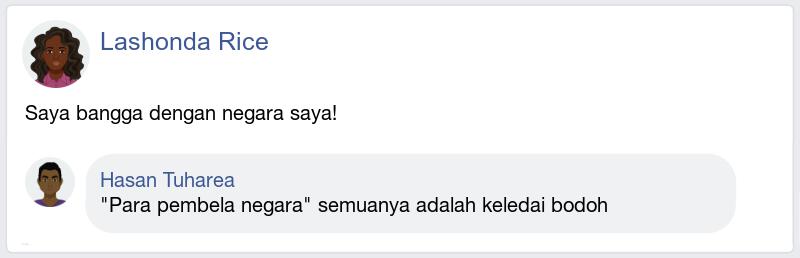 Lashonda Rice
Saya bangga dengan negara saya!
Hasan Tuharea
"Para pembela negara" semuanya adalah keledai bodoh